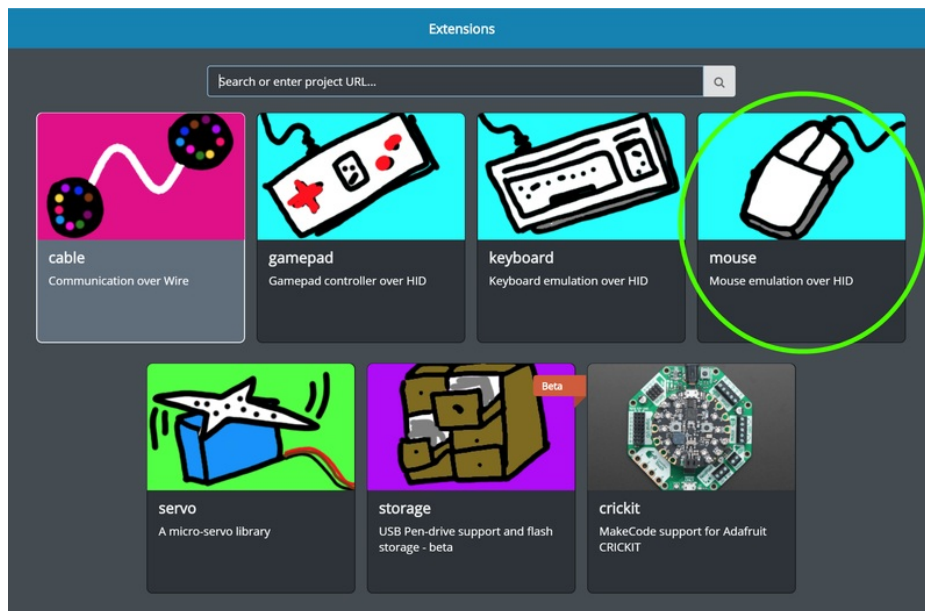 Extensions
Search or enter project URL...
cable
Communication over Wire
gamepad
Gamepad controller over HID
keyboard
Keyboard emulation over HID
mouse
Mouse emulation over HID
servo
A micro-servo library
Beta
storage
USB Pen-drive support and flash
storage - beta
crickit
MakeCode support for Adafruit
CRICKIT